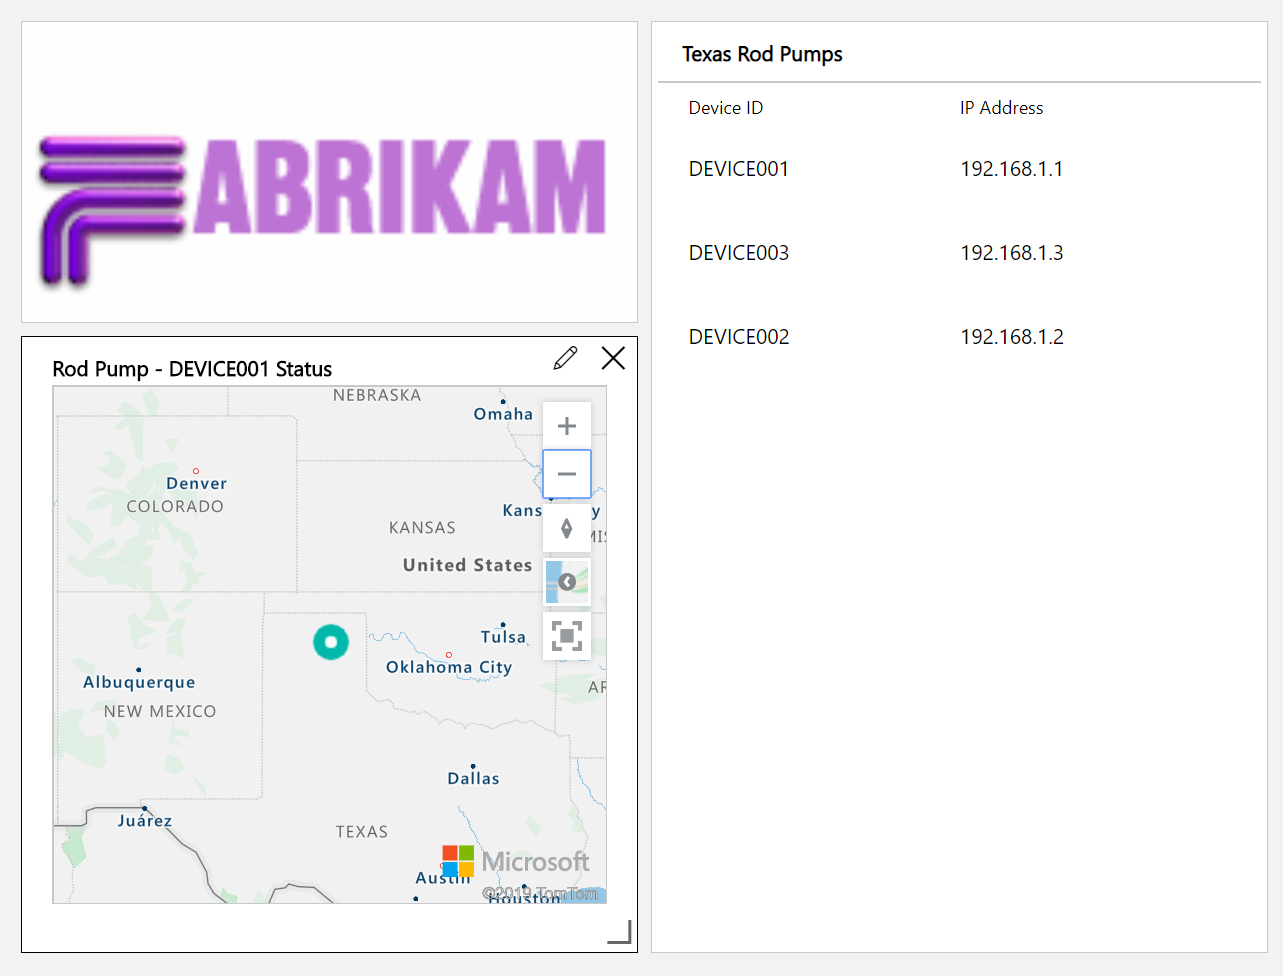 ABRIKAM
Rod Pump - DEVICE001 Status
NEBRASKA
Omaha
Denver
COLORADO
KANSAS
United States
Tulsa
Oklahoma City
Albuquerque
NEW MEXICO
Dallas
Juárez
TEXAS
Microsoft
Austin
©2019 TomTom
Houston
Texas Rod Pumps
Device ID IP Address
DEVICE001 192.168.1.1
DEVICE003 192.168.1.3
DEVICE002 192.168.1.2